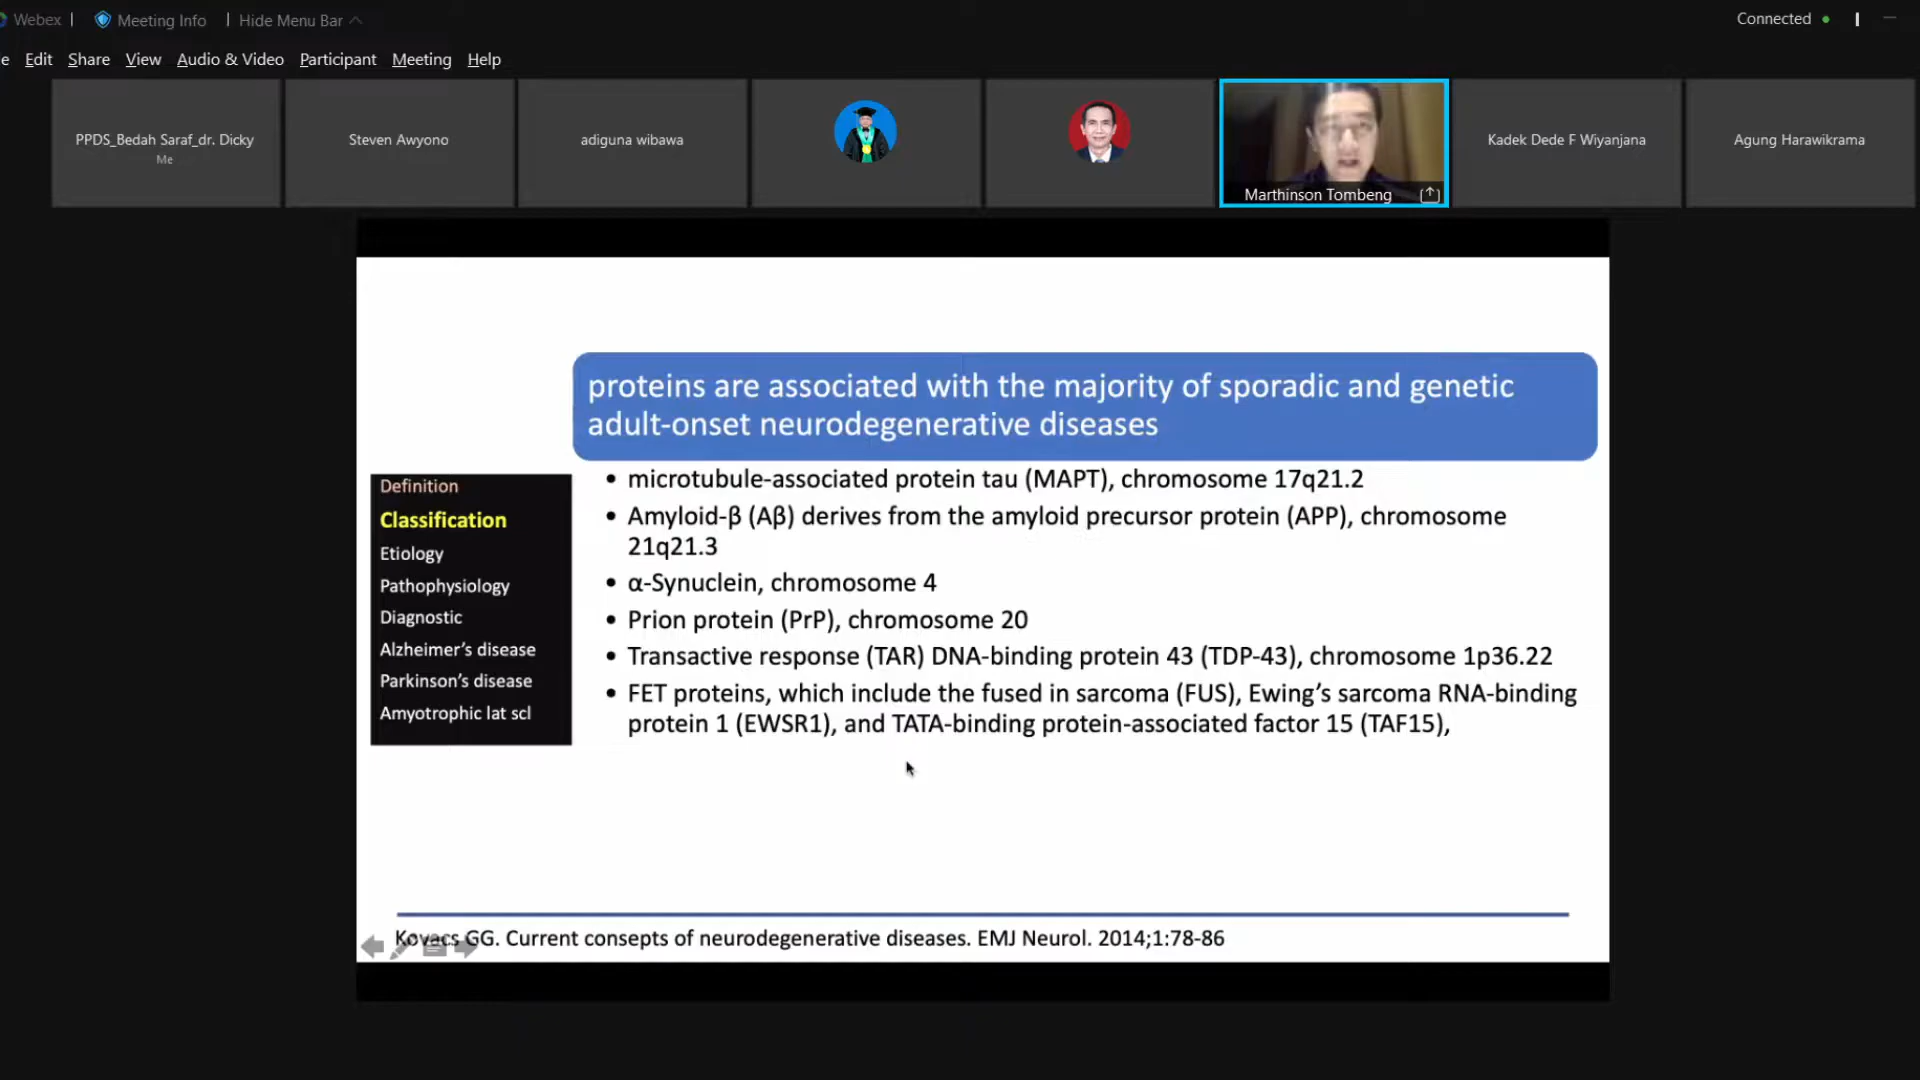 Webex
Meeting Info
Hide Menu Bar
Connected
e Edit Share View Audio & Video Participant Meeting Help
PPDS_Bedah Saraf_dr. Dicky
Me
Steven Awyono
adiguna wibawa
Marthinson Tombeng
Kadek Dede F Wiyanjana
Agung Harawikrama
proteins are associated with the majority of sporadic and genetic
adult-onset neurodegenerative diseases
Definition
Classification
Etiology
Pathophysiology
Diagnostic
Alzheimer's disease
Parkinson's disease
Amyotrophic lat scl
• microtubule-associated protein tau (MAPT), chromosome 17q21.2
• Amyloid-β (Aβ) derives from the amyloid precursor protein (APP), chromosome
21q21.3
• α-Synuclein, chromosome 4
• Prion protein (PrP), chromosome 20
• Transactive response (TAR) DNA-binding protein 43 (TDP-43), chromosome 1p36.22
• FET proteins, which include the fused in sarcoma (FUS), Ewing's sarcoma RNA-binding
protein 1 (EWSR1), and TATA-binding protein-associated factor 15 (TAF15),
Kovacs GG. Current consepts of neurodegenerative diseases. EMJ Neurol. 2014;1:78-86